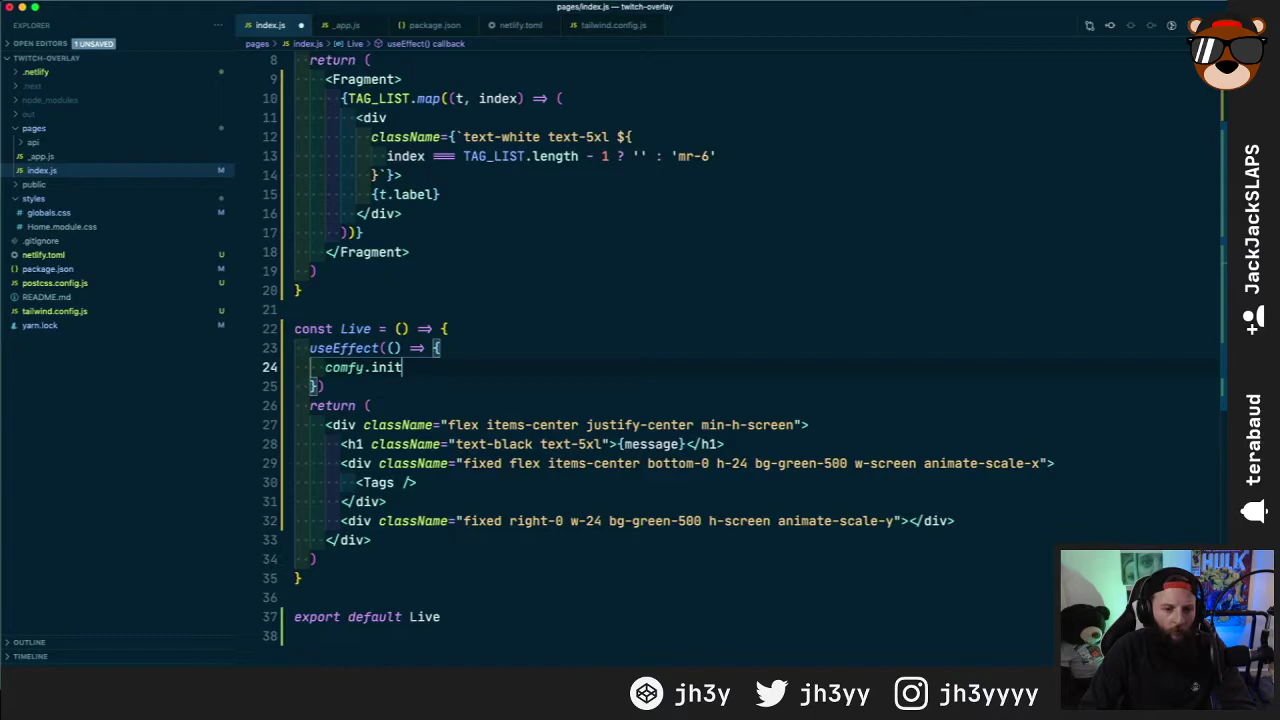 pages/index.js - twitch-overlay
EXPLORER
index.js
_app.js
package.json
netlify.toml
tailwind.config.js
OPEN EDITORS 1 UNSAVED
pages > index.js > Live > useEffect() callback
TWITCH-OVERLAY
.netlify
.next
node_modules
out
pages
api
_app.js
index.js M
public
styles
globals.css M
Home.module.css
.gitignore
netlify.toml U
package.json M
postcss.config.js U
README.md
tailwind.config.js U
yarn.lock
OUTLINE
TIMELINE
8 return (
9 <Fragment>
10 {TAG_LIST.map((t, index) => (
11 <div
12 className={`text-white text-5xl ${
13 index === TAG_LIST.length - 1 ? '' : 'mr-6'
14 }`}>
15 {t.label}
16 </div>
17 ))}
18 </Fragment>
19 )
20 }
21
22 const Live = () => {
23 useEffect(() => {
24 comfy.init
25 })
26 return (
27 <div className="flex items-center justify-center min-h-screen">
28 <h1 className="text-black text-5xl">{message}</h1>
29 <div className="fixed flex items-center bottom-0 h-24 bg-green-500 w-screen animate-scale-x">
30 <Tags />
31 </div>
32 <div className="fixed right-0 w-24 bg-green-500 h-screen animate-scale-y"></div>
33 </div>
34 )
35 }
36
37 export default Live
38
JackJackSLAPS
terabaud
HULK
jh3y
jh3yy
jh3yyyy